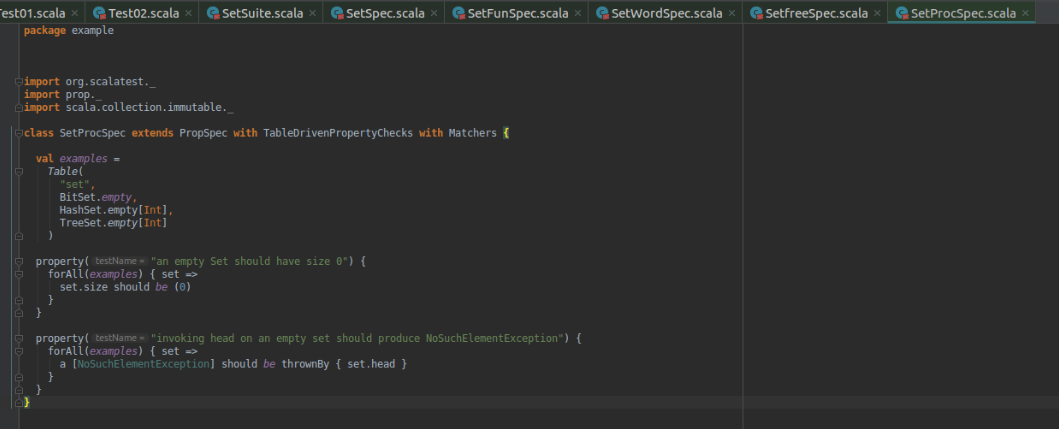 Test01.scala × Test02.scala × SetSuite.scala × SetSpec.scala × SetFunSpec.scala × SetWordSpec.scala × SetfreeSpec.scala × SetProcSpec.scala ×
package example
import org.scalatest._
import prop._
import scala.collection.immutable._
class SetProcSpec extends PropSpec with TableDrivenPropertyChecks with Matchers {
val examples =
Table(
"set",
BitSet.empty,
HashSet.empty[Int],
TreeSet.empty[Int]
)
property( testName = "an empty Set should have size 0") {
forAll(examples) { set =>
set.size should be (0)
}
}
property( testName = "invoking head on an empty set should produce NoSuchElementException") {
forAll(examples) { set =>
a [NoSuchElementException] should be thrownBy { set.head }
}
}
}